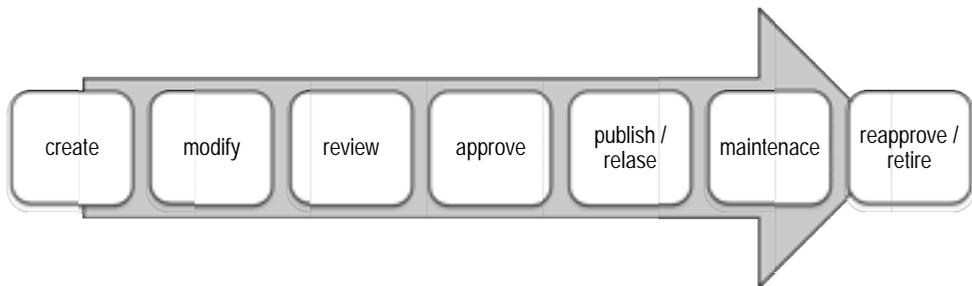 create
modify
review
approve
publish /
relase
maintenace
reapprove /
retire